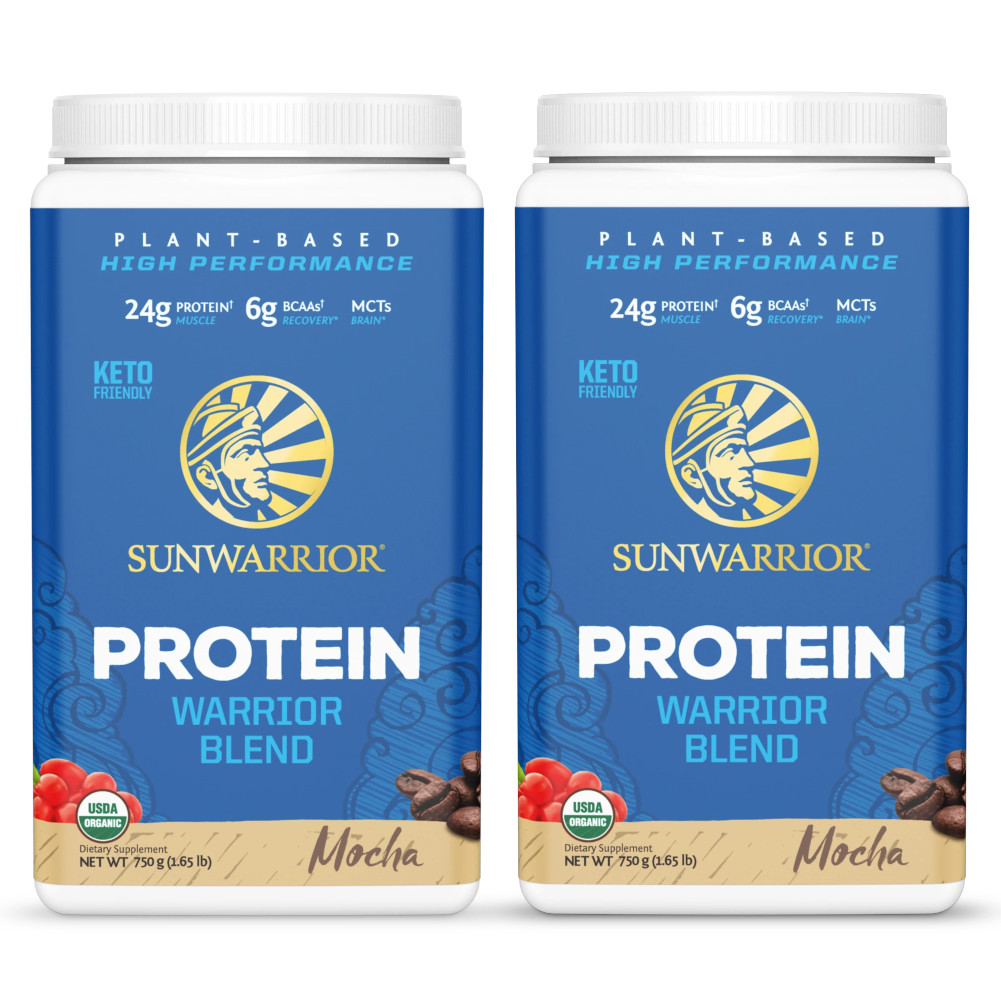 PLANT-BASED
HIGH PERFORMANCE
24g PROTEIN† 6g BCAAs† MCTs
MUSCLE RECOVERY* BRAIN*
KETO
FRIENDLY
SUNWARRIOR®
PROTEIN
WARRIOR
BLEND
USDA
ORGANIC
Dietary Supplement
NET WT 750 g (1.65 lb)
Mocha
PLANT-BASED
HIGH PERFORMANCE
24g PROTEIN† 6g BCAAs† MCTs
MUSCLE RECOVERY* BRAIN*
KETO
FRIENDLY
SUNWARRIOR®
PROTEIN
WARRIOR
BLEND
USDA
ORGANIC
Dietary Supplement
NET WT 750 g (1.65 lb)
Mocha